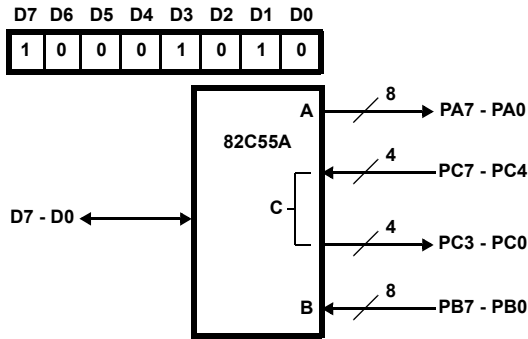 D7 D6 D5 D4 D3 D2 D1 D0
1 0 0 0 1 0 1 0
A
8
PA7 - PA0
82C55A
4
PC7 - PC4
C
D7 - D0
4
PC3 - PC0
8
B
PB7 - PB0